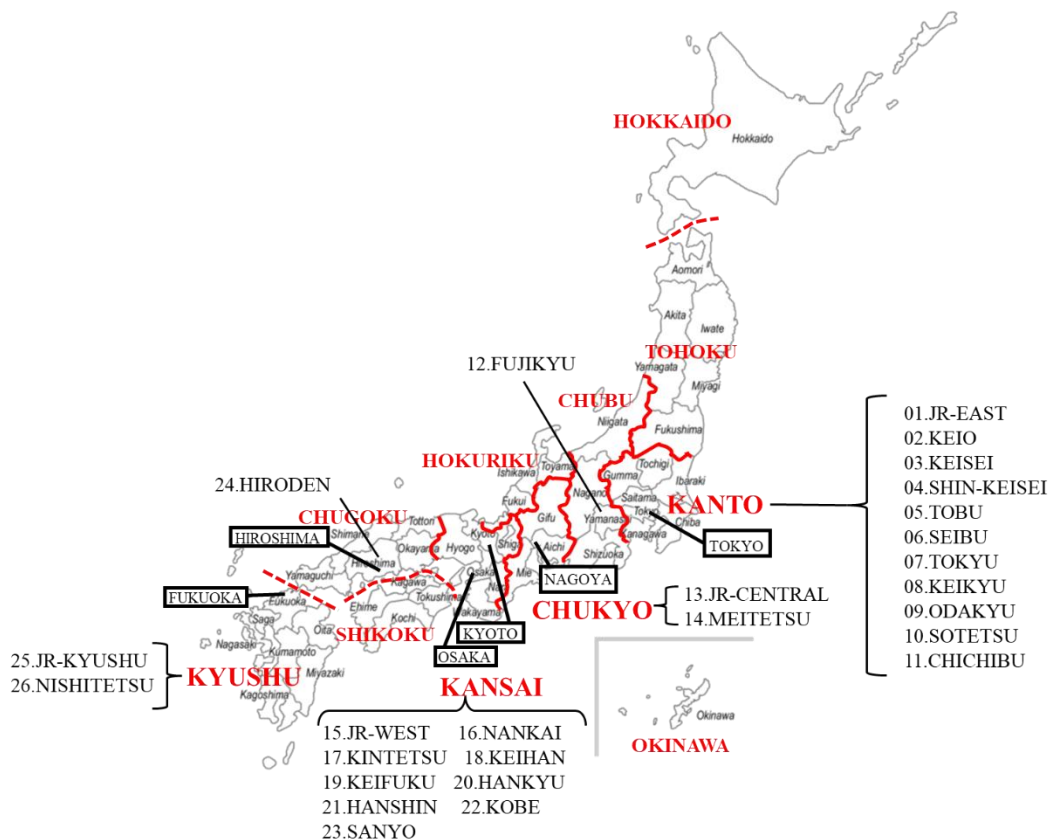 HOKKAIDO
Hokkaido
Aomori
Akita
Iwate
TOHOKU
12.FUJIKYU
Yamagata
Miyagi
CHUBU
Niigata
Fukushima
01.JR-EAST
02.KEIO
03.KEISEI
04.SHIN-KEISEI
05.TOBU
06.SEIBU
07.TOKYU
08.KEIKYU
09.ODAKYU
10.SOTETSU
11.CHICHIBU
HOKURIKU
Ishikawa
Toyama
Tochigi
Gumma
Ibaraki
24.HIRODEN
Fukui
Nagano
Saitama
KANTO
CHUGOKU
Tottori
Gifu
Yamanashi
Tokyo
Chiba
Kanagawa
HIROSHIMA
Shimane
Okayama
Hyogo
Kyoto
Shiga
Aichi
Shizuoka
TOKYO
Hiroshima
Yamaguchi
Kagawa
Osaka
Mie
NAGOYA
FUKUOKA
Fukuoka
Ehime
Tokushima
Wakayama
Kochi
CHUKYO
13.JR-CENTRAL
14.MEITETSU
Saga
Oita
SHIKOKU
KYOTO
Nagasaki
Kumamoto
OSAKA
25.JR-KYUSHU
26.NISHITETSU
KYUSHU
Miyazaki
Kagoshima
KANSAI
15.JR-WEST
16.NANKAI
17.KINTETSU
18.KEIHAN
19.KEIFUKU
20.HANKYU
21.HANSHIN
22.KOBE
23.SANYO
Okinawa
OKINAWA